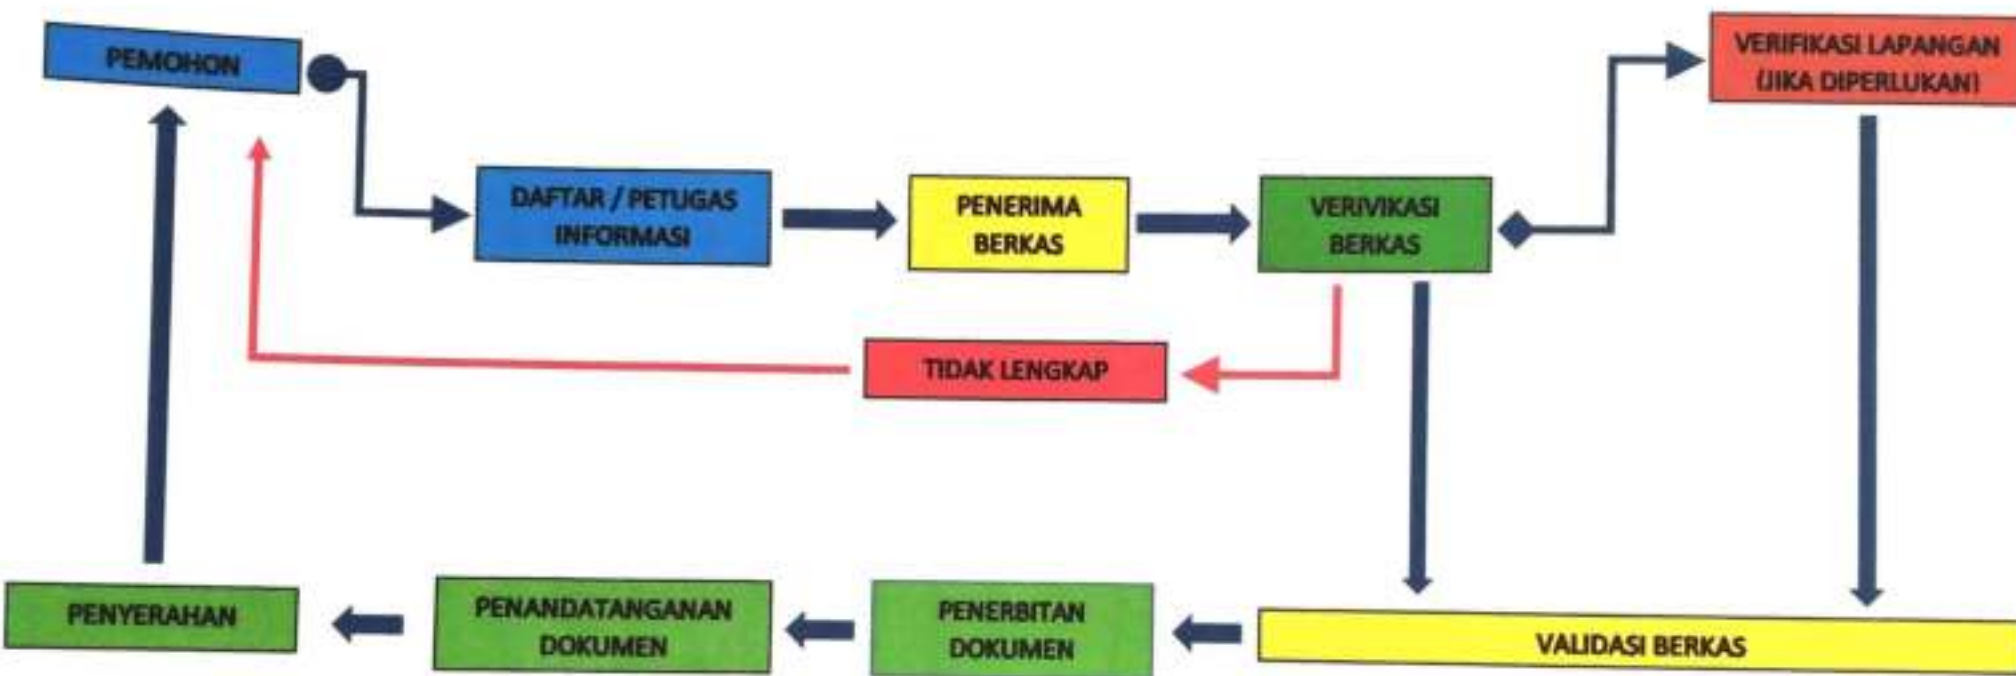 PEMOHON
VERIFIKASI LAPANGAN
(JIKA DIPERLUKAN)
DAFTAR / PETUGAS
INFORMASI
PENERIMA
BERKAS
VERIVIKASI
BERKAS
TIDAK LENGKAP
PENYERAHAN
PENANDATANGANAN
DOKUMEN
PENERBITAN
DOKUMEN
VALIDASI BERKAS